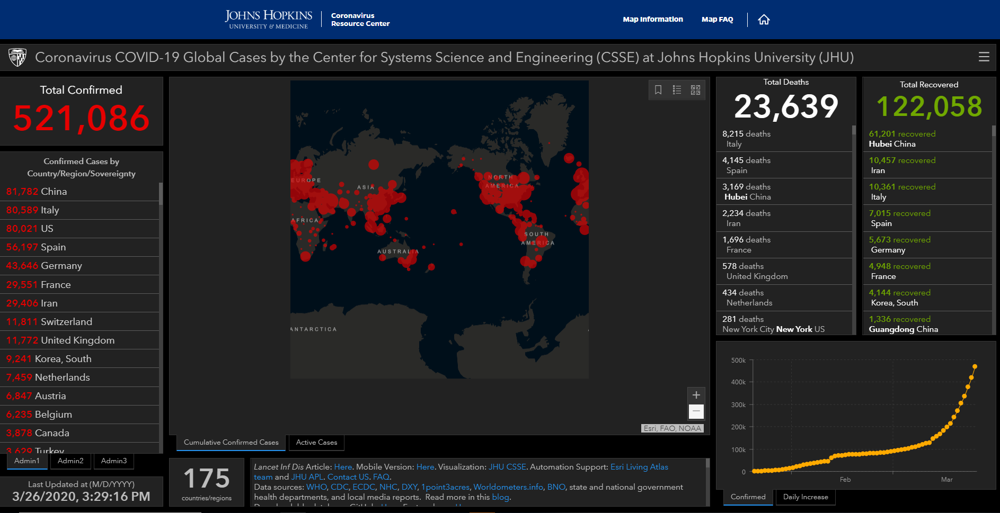 JOHNS HOPKINS
UNIVERSITY & MEDICINE
Coronavirus
Resource Center
Map Information
Map FAQ
Coronavirus COVID-19 Global Cases by the Center for Systems Science and Engineering (CSSE) at Johns Hopkins University (JHU)
Total Confirmed
521,086
Confirmed Cases by
Country/Region/Sovereignty
81,782 China
80,589 Italy
80,021 US
56,197 Spain
43,646 Germany
29,551 France
29,406 Iran
11,811 Switzerland
11,772 United Kingdom
9,241 Korea, South
7,459 Netherlands
6,847 Austria
6,235 Belgium
3,878 Canada
3,629 Turkey
Admin1
Admin2
Admin3
Last Updated at (M/D/YYYY)
3/26/2020, 3:29:16 PM
EUROPE
ASIA
AFRICA
AUSTRALIA
NORTH
AMERICA
SOUTH
AMERICA
ANTARCTICA
Esri, FAO, NOAA
Cumulative Confirmed Cases
Active Cases
175
countries/regions
Lancet Inf Dis Article: Here. Mobile Version: Here. Visualization: JHU CSSE. Automation Support: Esri Living Atlas
team and JHU APL. Contact US. FAQ.
Data sources: WHO, CDC, ECDC, NHC, DXY, 1point3acres, Worldometers.info, BNO, state and national government
health departments, and local media reports. Read more in this blog.
Total Deaths
23,639
8,215 deaths
Italy
4,145 deaths
Spain
3,169 deaths
Hubei China
2,234 deaths
Iran
1,696 deaths
France
578 deaths
United Kingdom
434 deaths
Netherlands
281 deaths
New York City New York US
Total Recovered
122,058
61,201 recovered
Hubei China
10,457 recovered
Iran
10,361 recovered
Italy
7,015 recovered
Spain
5,673 recovered
Germany
4,948 recovered
France
4,144 recovered
Korea, South
1,336 recovered
Guangdong China
500k
400k
300k
200k
100k
0
Feb
Mar
Confirmed
Daily Increase